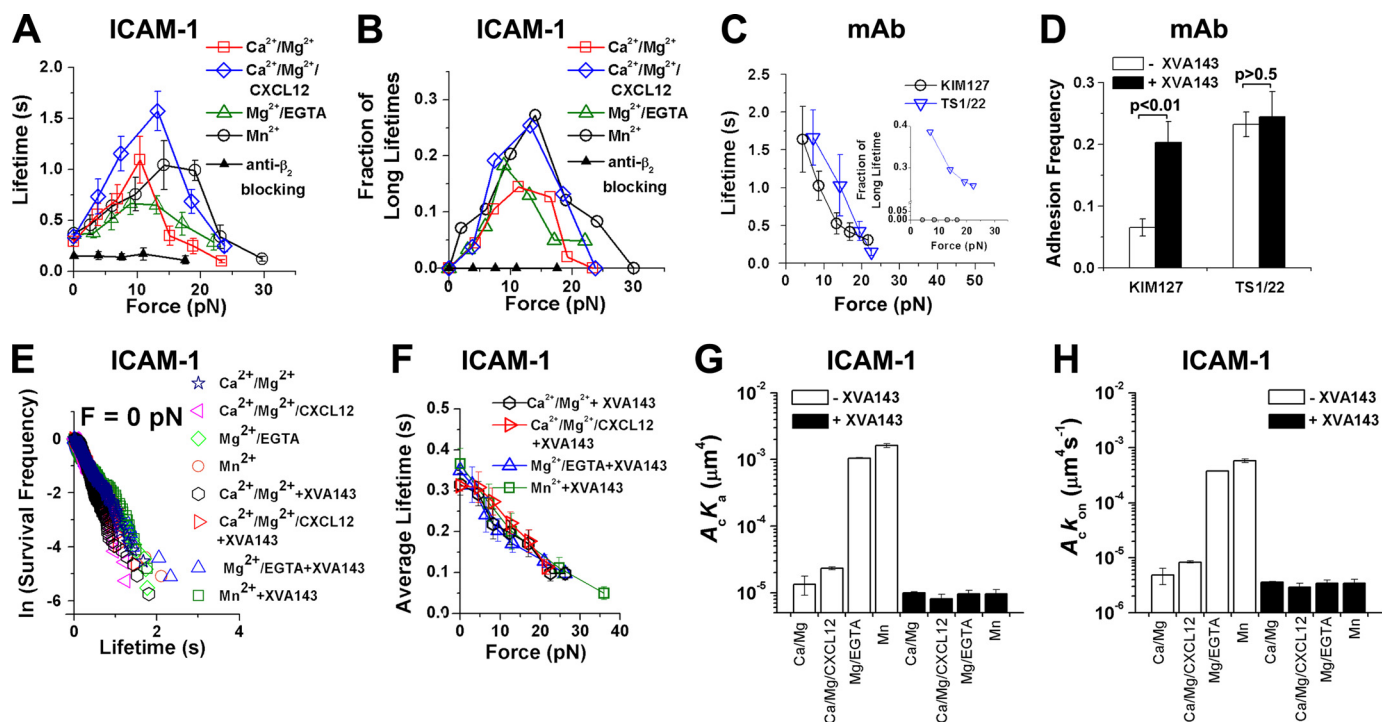 A
ICAM-1
Lifetime (s)
2.0
1.5
1.0
0.5
0.0
0 10 20 30
Force (pN)
Ca²⁺/Mg²⁺
Ca²⁺/Mg²⁺/
CXCL12
Mg²⁺/EGTA
Mn²⁺
anti-β₂
blocking
B
ICAM-1
Fraction of
Long Lifetimes
0.3
0.2
0.1
0.0
0 10 20 30 40
Force (pN)
Ca²⁺/Mg²⁺
Ca²⁺/Mg²⁺/
CXCL12
Mg²⁺/EGTA
Mn²⁺
anti-β₂
blocking
C
mAb
Lifetime (s)
2.5
2.0
1.5
1.0
0.5
0.0
0 10 20 30 40 50
Force (pN)
KIM127
TS1/22
Fraction of
Long Lifetime
0.4
0.3
0.05
0.00
0 10 20 30
Force (pN)
D
mAb
Adhesion Frequency
0.3
0.2
0.1
0.0
- XVA143
+ XVA143
p<0.01
p>0.5
KIM127 TS1/22
E
ICAM-1
ln (Survival Frequency)
0
-2
-4
-6
0 2 4
Lifetime (s)
F = 0 pN
Ca²⁺/Mg²⁺
Ca²⁺/Mg²⁺/CXCL12
Mg²⁺/EGTA
Mn²⁺
Ca²⁺/Mg²⁺+XVA143
Ca²⁺/Mg²⁺/CXCL12
+XVA143
Mg²⁺/EGTA+XVA143
Mn²⁺+XVA143
F
ICAM-1
Average Lifetime (s)
0.5
0.4
0.3
0.2
0.1
0.0
0 10 20 30 40
Force (pN)
Ca²⁺/Mg²⁺+ XVA143
Ca²⁺/Mg²⁺/CXCL12
+XVA143
Mg²⁺/EGTA+XVA143
Mn²⁺+XVA143
G
ICAM-1
AcKa (μm⁴)
10⁻²
10⁻³
10⁻⁴
10⁻⁵
- XVA143
+ XVA143
Ca/Mg
Ca/Mg/CXCL12
Mg/EGTA
Mn
Ca/Mg
Ca/Mg/CXCL12
Mg/EGTA
Mn
H
ICAM-1
Ackon (μm⁴s⁻¹)
10⁻²
10⁻³
10⁻⁴
10⁻⁵
10⁻⁶
- XVA143
+ XVA143
Ca/Mg
Ca/Mg/CXCL12
Mg/EGTA
Mn
Ca/Mg
Ca/Mg/CXCL12
Mg/EGTA
Mn